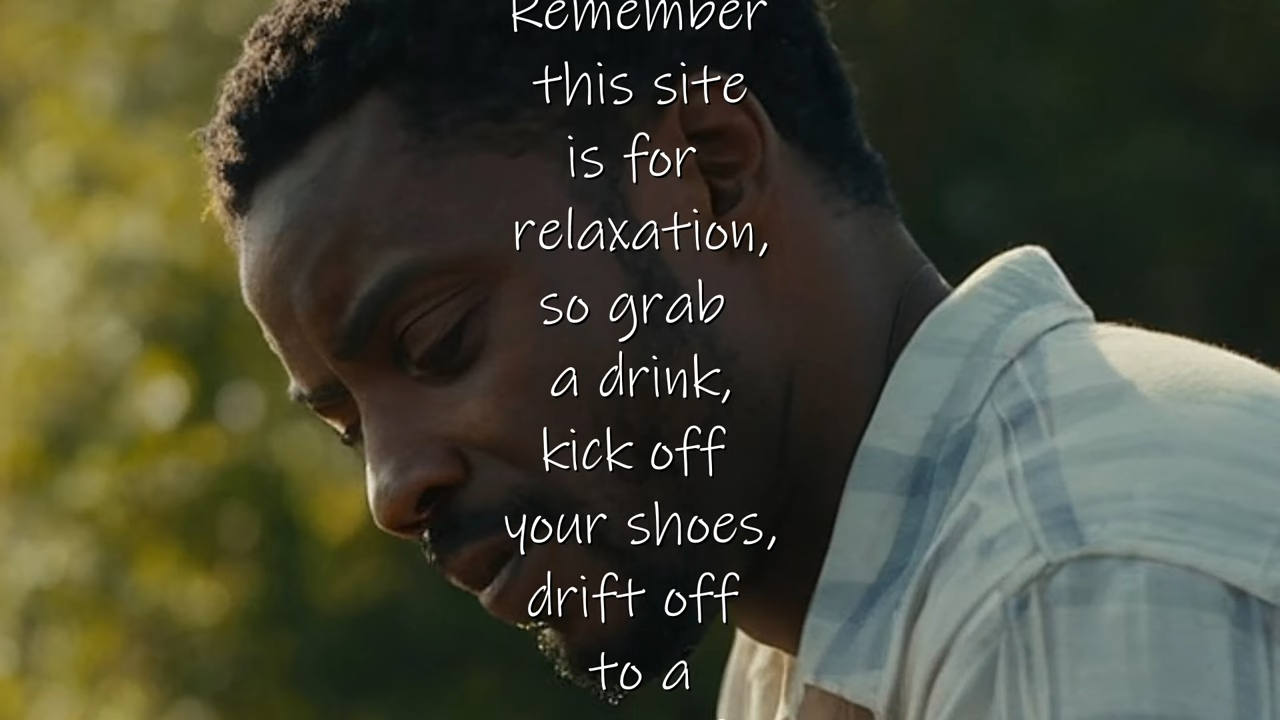 Remember
this site
is for
relaxation,
so grab
a drink,
kick off
your shoes,
drift off
to a